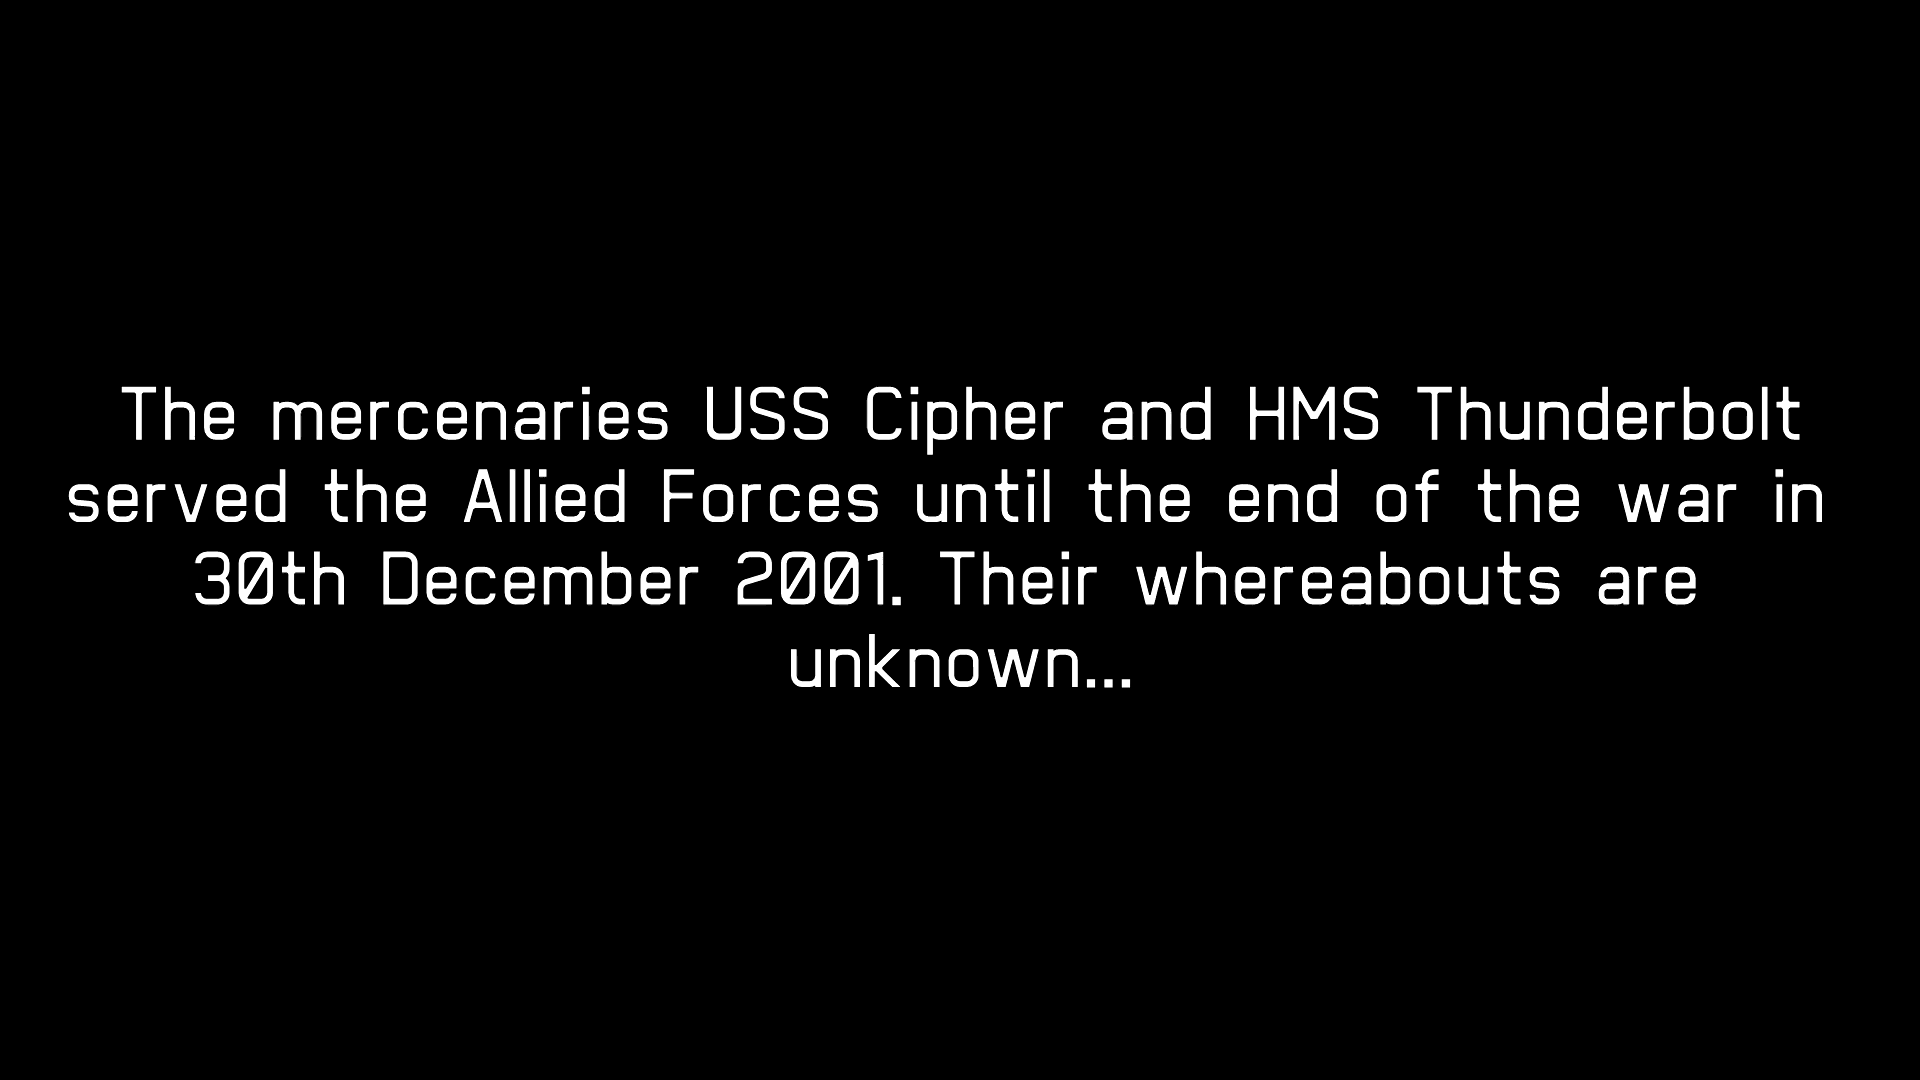 The mercenaries USS Cipher and HMS Thunderbolt
served the Allied Forces until the end of the war in
30th December 2001. Their whereabouts are
unknown...